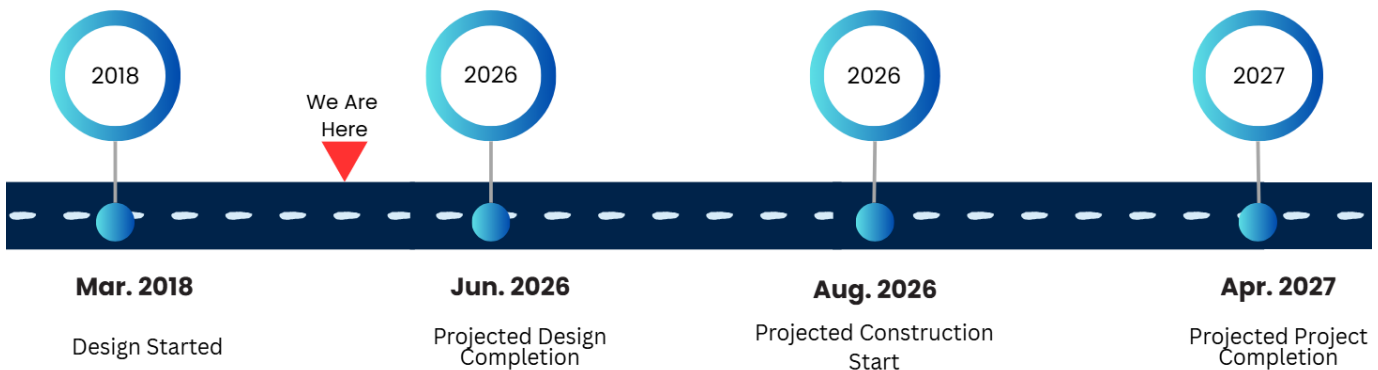 2018
We Are
Here
2026
2026
2027
Mar. 2018
Design Started
Jun. 2026
Projected Design
Completion
Aug. 2026
Projected Construction
Start
Apr. 2027
Projected Project
Completion